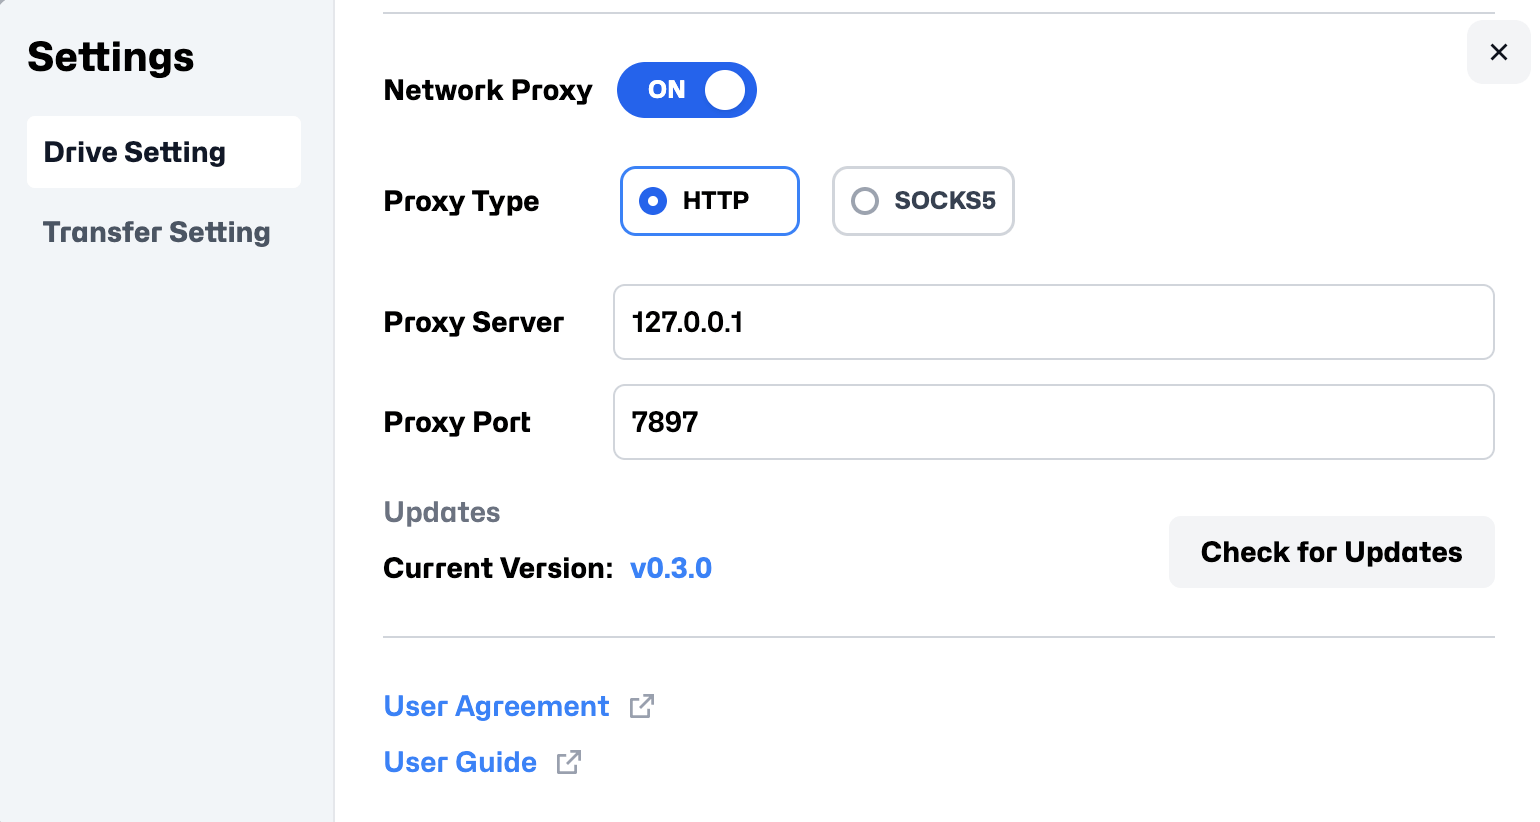 Settings
Drive Setting
Transfer Setting
Network Proxy ON
Proxy Type HTTP SOCKS5
Proxy Server 127.0.0.1
Proxy Port 7897
Updates
Current Version: v0.3.0
Check for Updates
User Agreement
User Guide